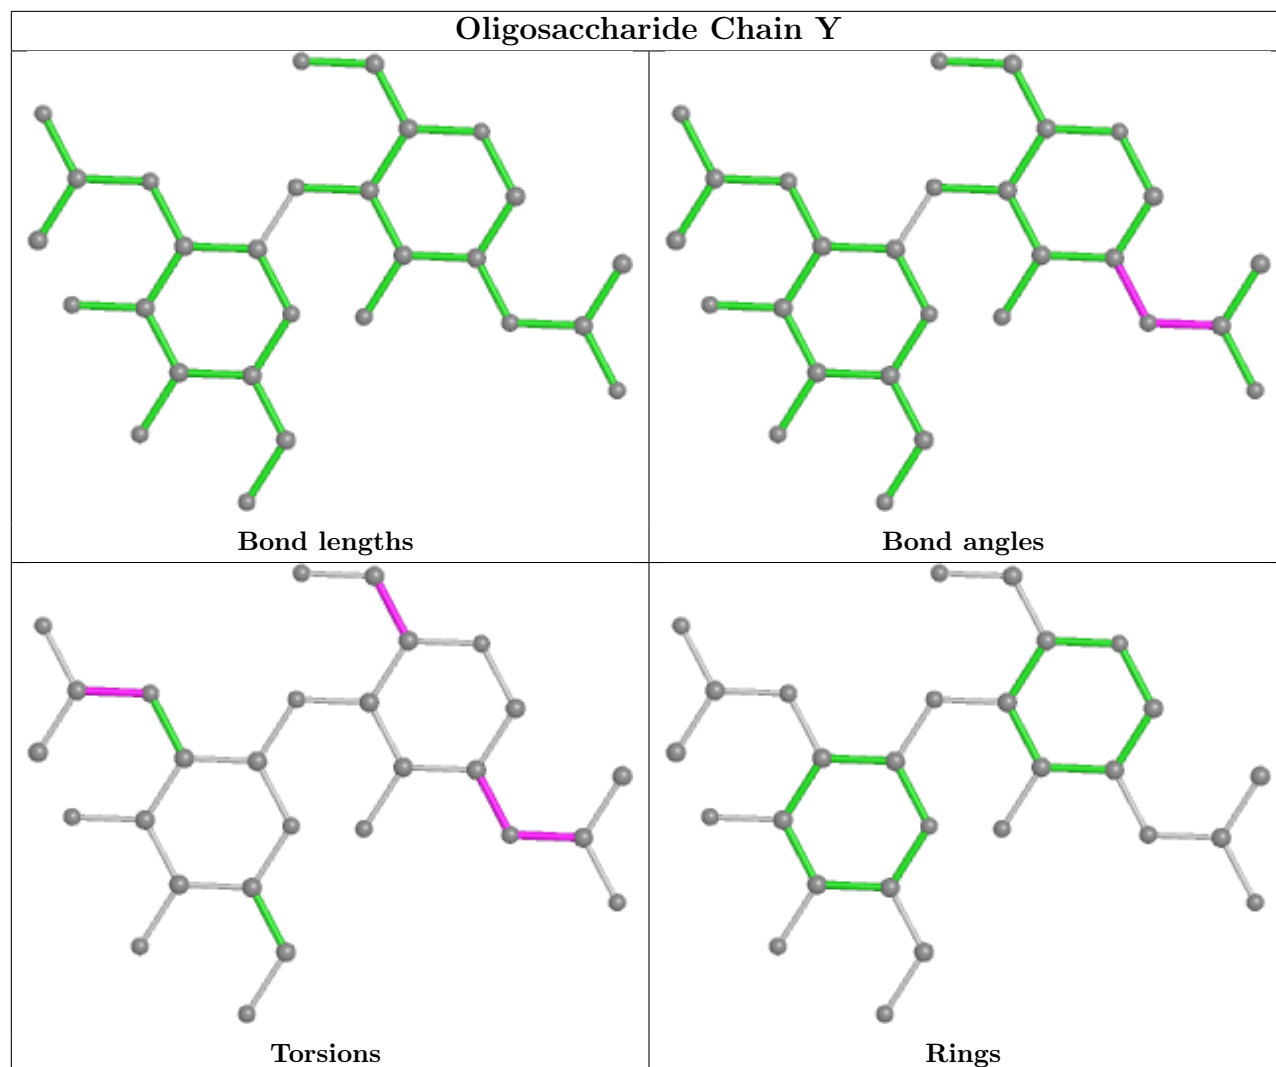 Oligosaccharide Chain Y
Bond lengths
Bond angles
Torsions
Rings